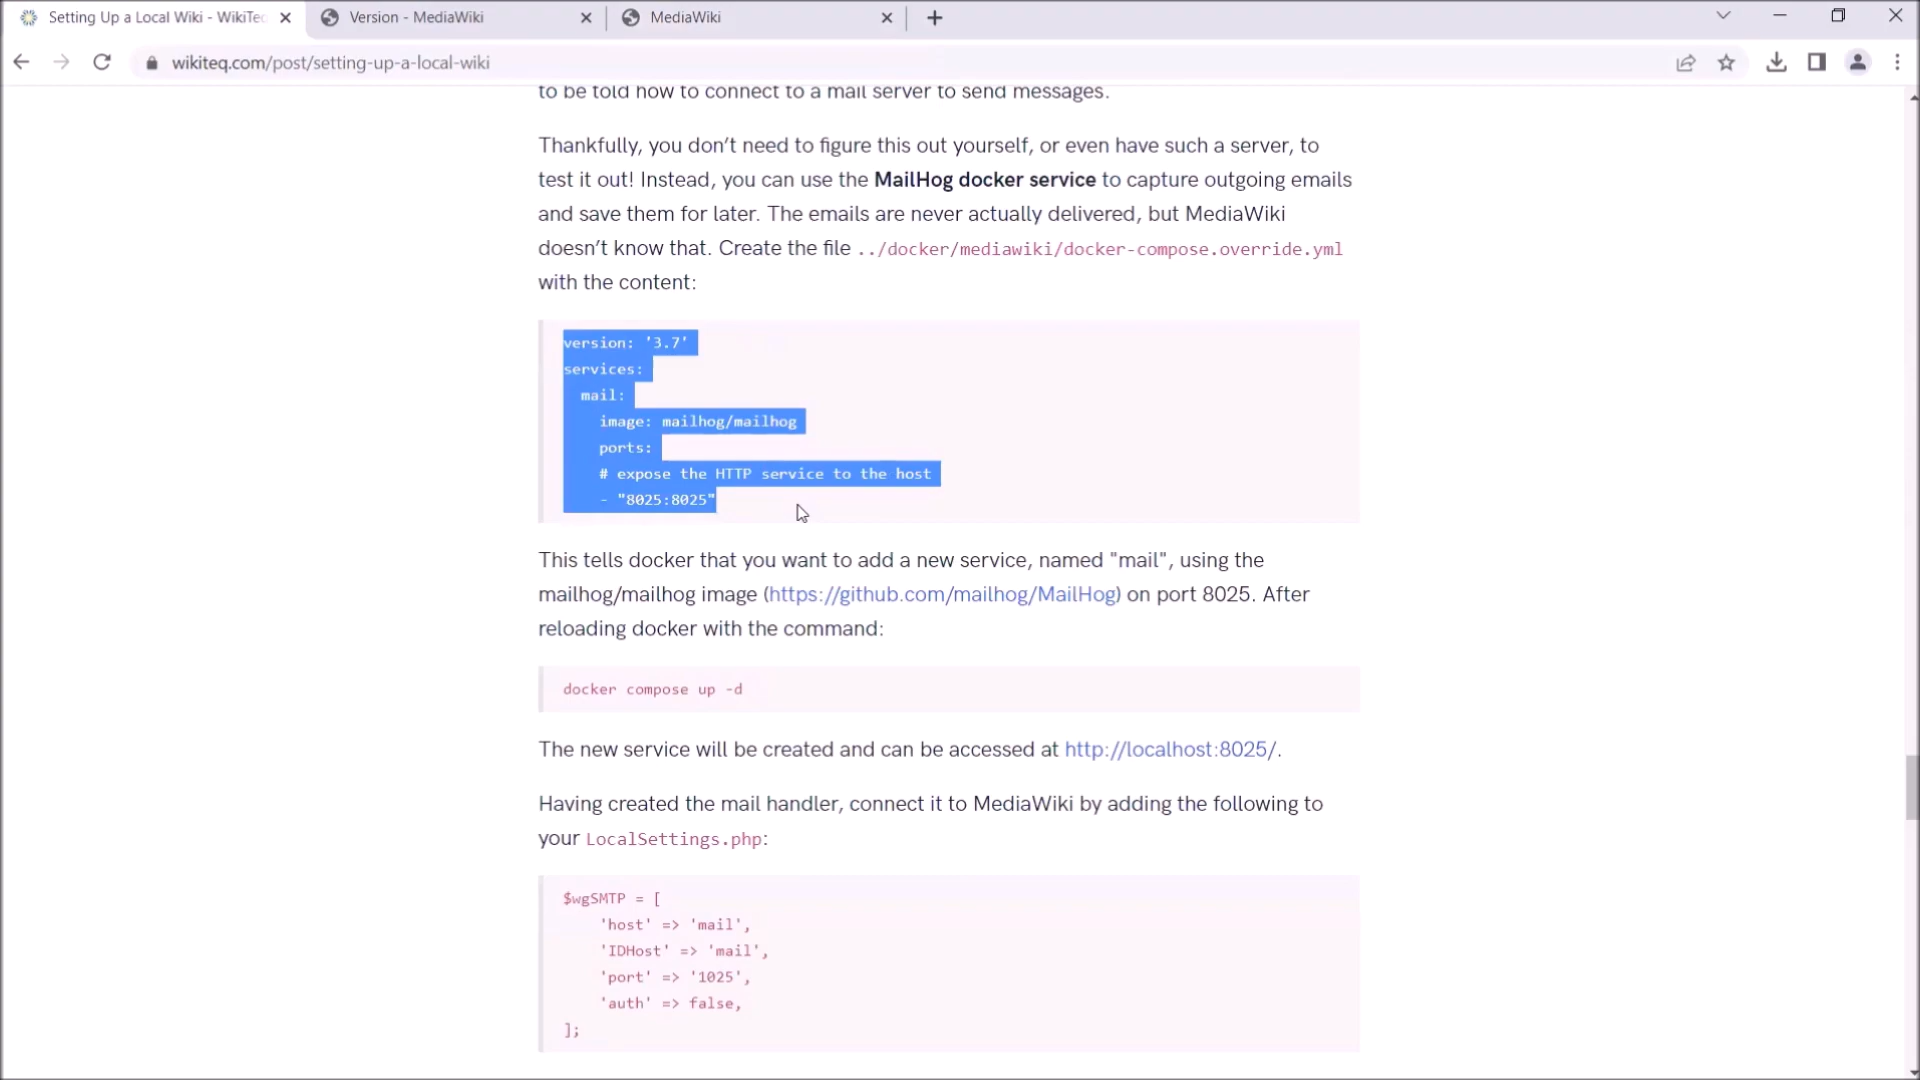 Setting Up a Local Wiki - WikiTec
Version - MediaWiki
MediaWiki
wikiteq.com/post/setting-up-a-local-wiki
to be told how to connect to a mail server to send messages.
Thankfully, you don’t need to figure this out yourself, or even have such a server, to
test it out! Instead, you can use the MailHog docker service to capture outgoing emails
and save them for later. The emails are never actually delivered, but MediaWiki
doesn’t know that. Create the file ../docker/mediawiki/docker-compose.override.yml
with the content:
version: '3.7'
services:
  mail:
    image: mailhog/mailhog
    ports:
    # expose the HTTP service to the host
    - "8025:8025"
This tells docker that you want to add a new service, named "mail", using the
mailhog/mailhog image (https://github.com/mailhog/MailHog) on port 8025. After
reloading docker with the command:
docker compose up -d
The new service will be created and can be accessed at http://localhost:8025/.
Having created the mail handler, connect it to MediaWiki by adding the following to
your LocalSettings.php:
$wgSMTP = [
    'host' => 'mail',
    'IDHost' => 'mail',
    'port' => '1025',
    'auth' => false,
];